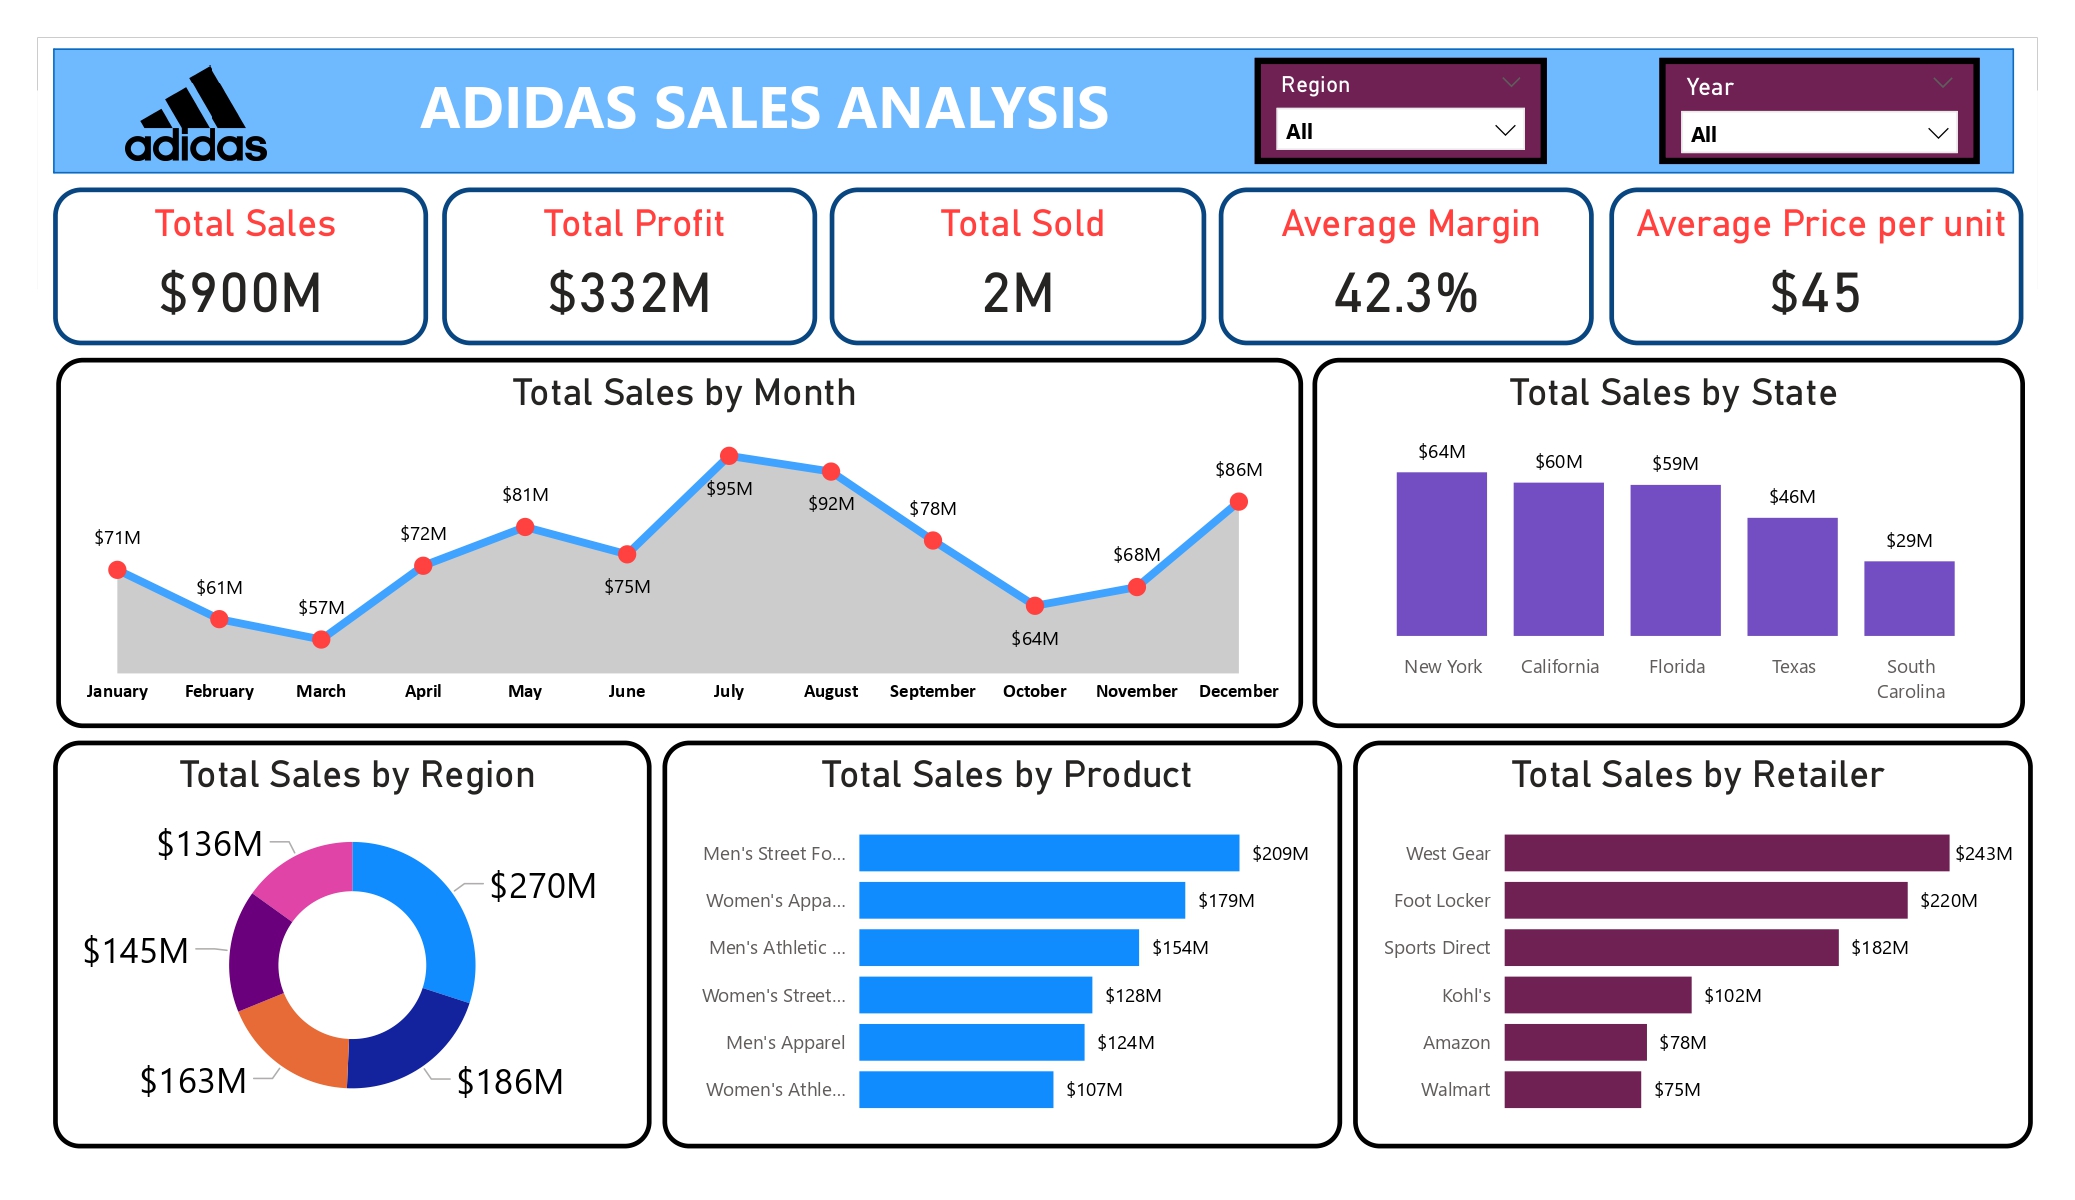 adidas
ADIDAS SALES ANALYSIS
Region
All
Year
All
Total Sales
$900M
Total Profit
$332M
Total Sold
2M
Average Margin
42.3%
Average Price per unit
$45
Total Sales by Month
$71M
$61M
$57M
$72M
$81M
$75M
$95M
$92M
$78M
$64M
$68M
$86M
January February March April May June July August September October November December
Total Sales by State
$64M
$60M
$59M
$46M
$29M
New York California Florida Texas South
Carolina
Total Sales by Region
$136M
$270M
$145M
$163M
$186M
Total Sales by Product
Men's Street Fo... $209M
Women's Appa... $179M
Men's Athletic ... $154M
Women's Street... $128M
Men's Apparel $124M
Women's Athle... $107M
Total Sales by Retailer
West Gear $243M
Foot Locker $220M
Sports Direct $182M
Kohl's $102M
Amazon $78M
Walmart $75M